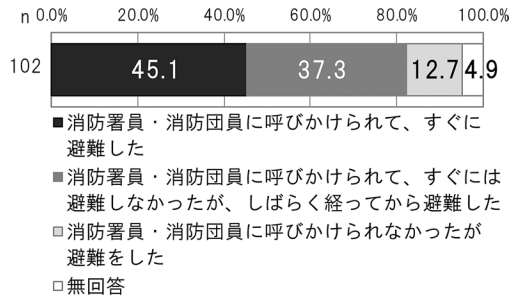 n 0.0% 20.0% 40.0% 60.0% 80.0% 100.0%
102 45.1 37.3 12.7 4.9
■消防署員・消防団員に呼びかけられて、すぐに
避難した
■消防署員・消防団員に呼びかけられて、すぐには
避難しなかったが、しばらく経ってから避難した
□消防署員・消防団員に呼びかけられなかったが
避難をした
□無回答